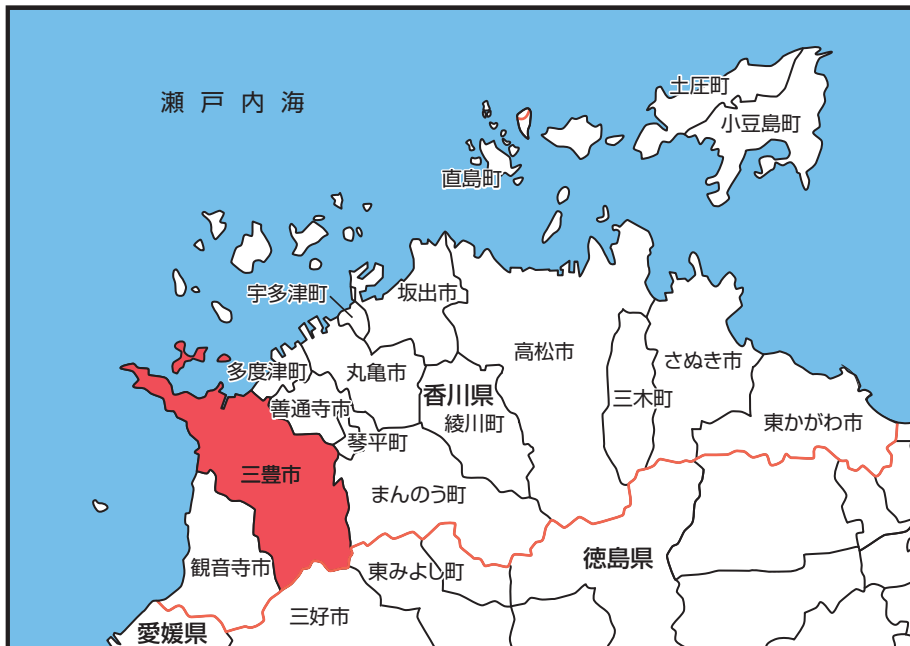 瀬戸内海
土圧町
小豆島町
直島町
宇多津町
坂出市
高松市
さぬき市
多度津町
丸亀市
香川県
三木町
善通寺市
綾川町
東かがわ市
琴平町
三豊市
まんのう町
観音寺市
東みよし町
徳島県
三好市
愛媛県